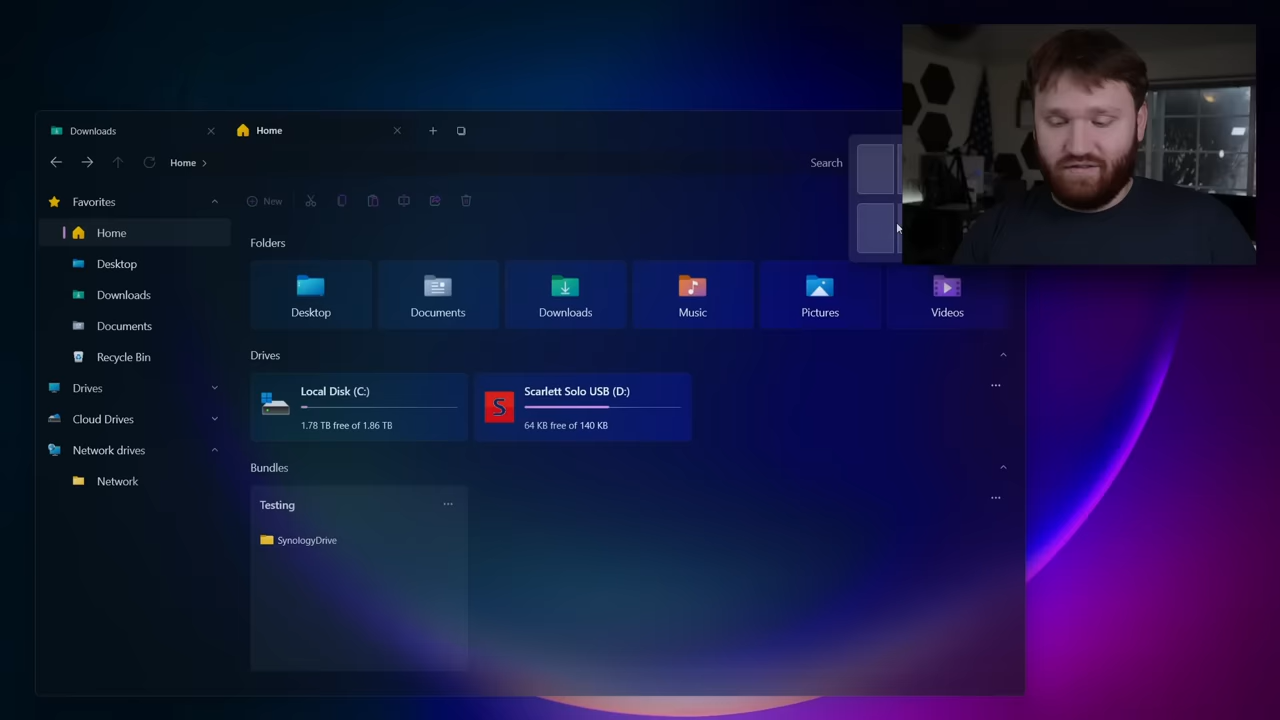 Downloads
Home
Home
Search
Favorites
New
Home
Folders
Desktop
Downloads
Documents
Recycle Bin
Desktop
Documents
Downloads
Music
Pictures
Videos
Drives
Drives
Local Disk (C:)
1.78 TB free of 1.86 TB
Scarlett Solo USB (D:)
64 KB free of 140 KB
S
Cloud Drives
Network drives
Network
Bundles
Testing
SynologyDrive